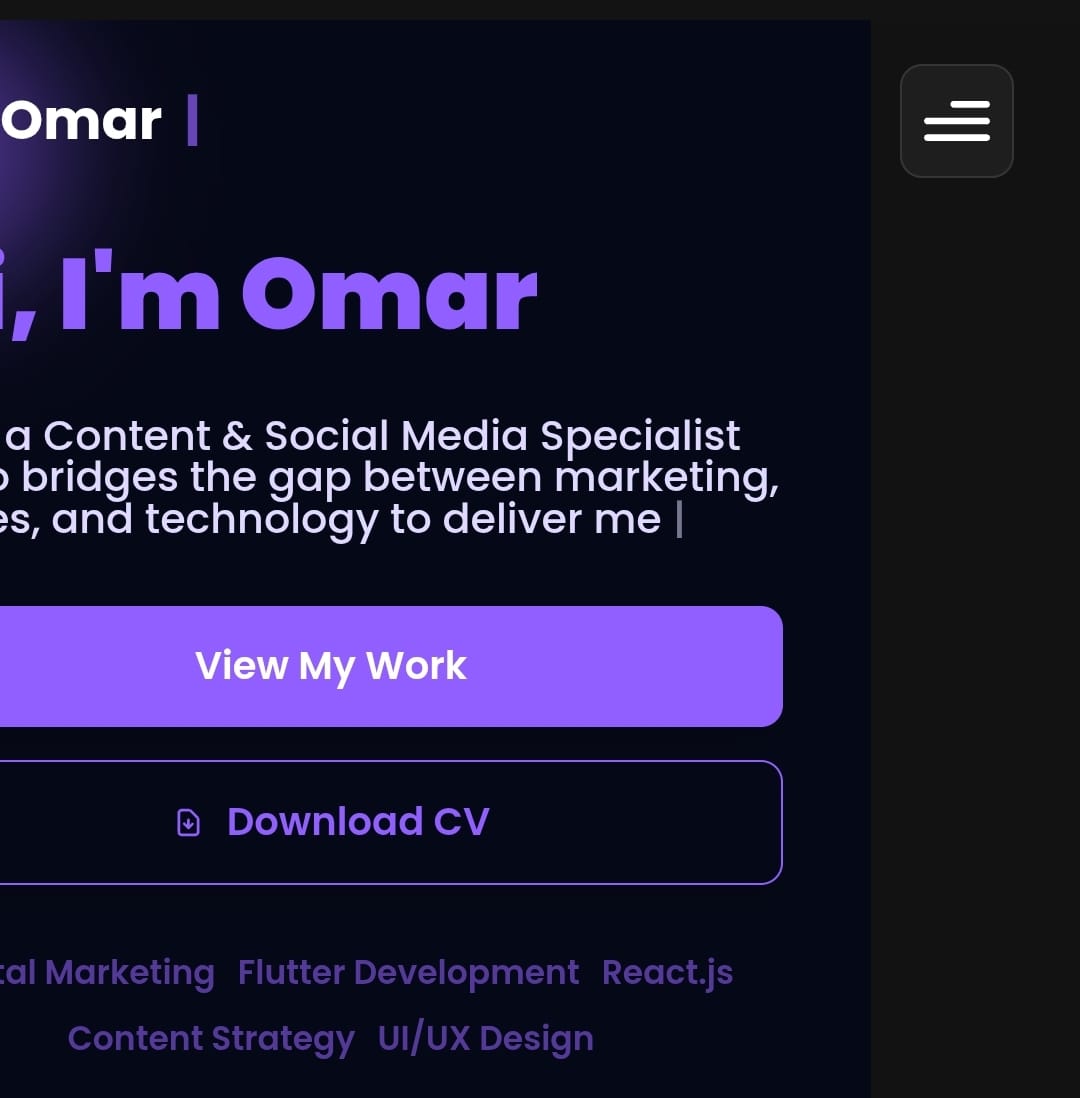 Omar |
i, I'm Omar
a Content & Social Media Specialist
bridges the gap between marketing,
es, and technology to deliver me |
View My Work
Download CV
tal Marketing Flutter Development React.js
Content Strategy UI/UX Design